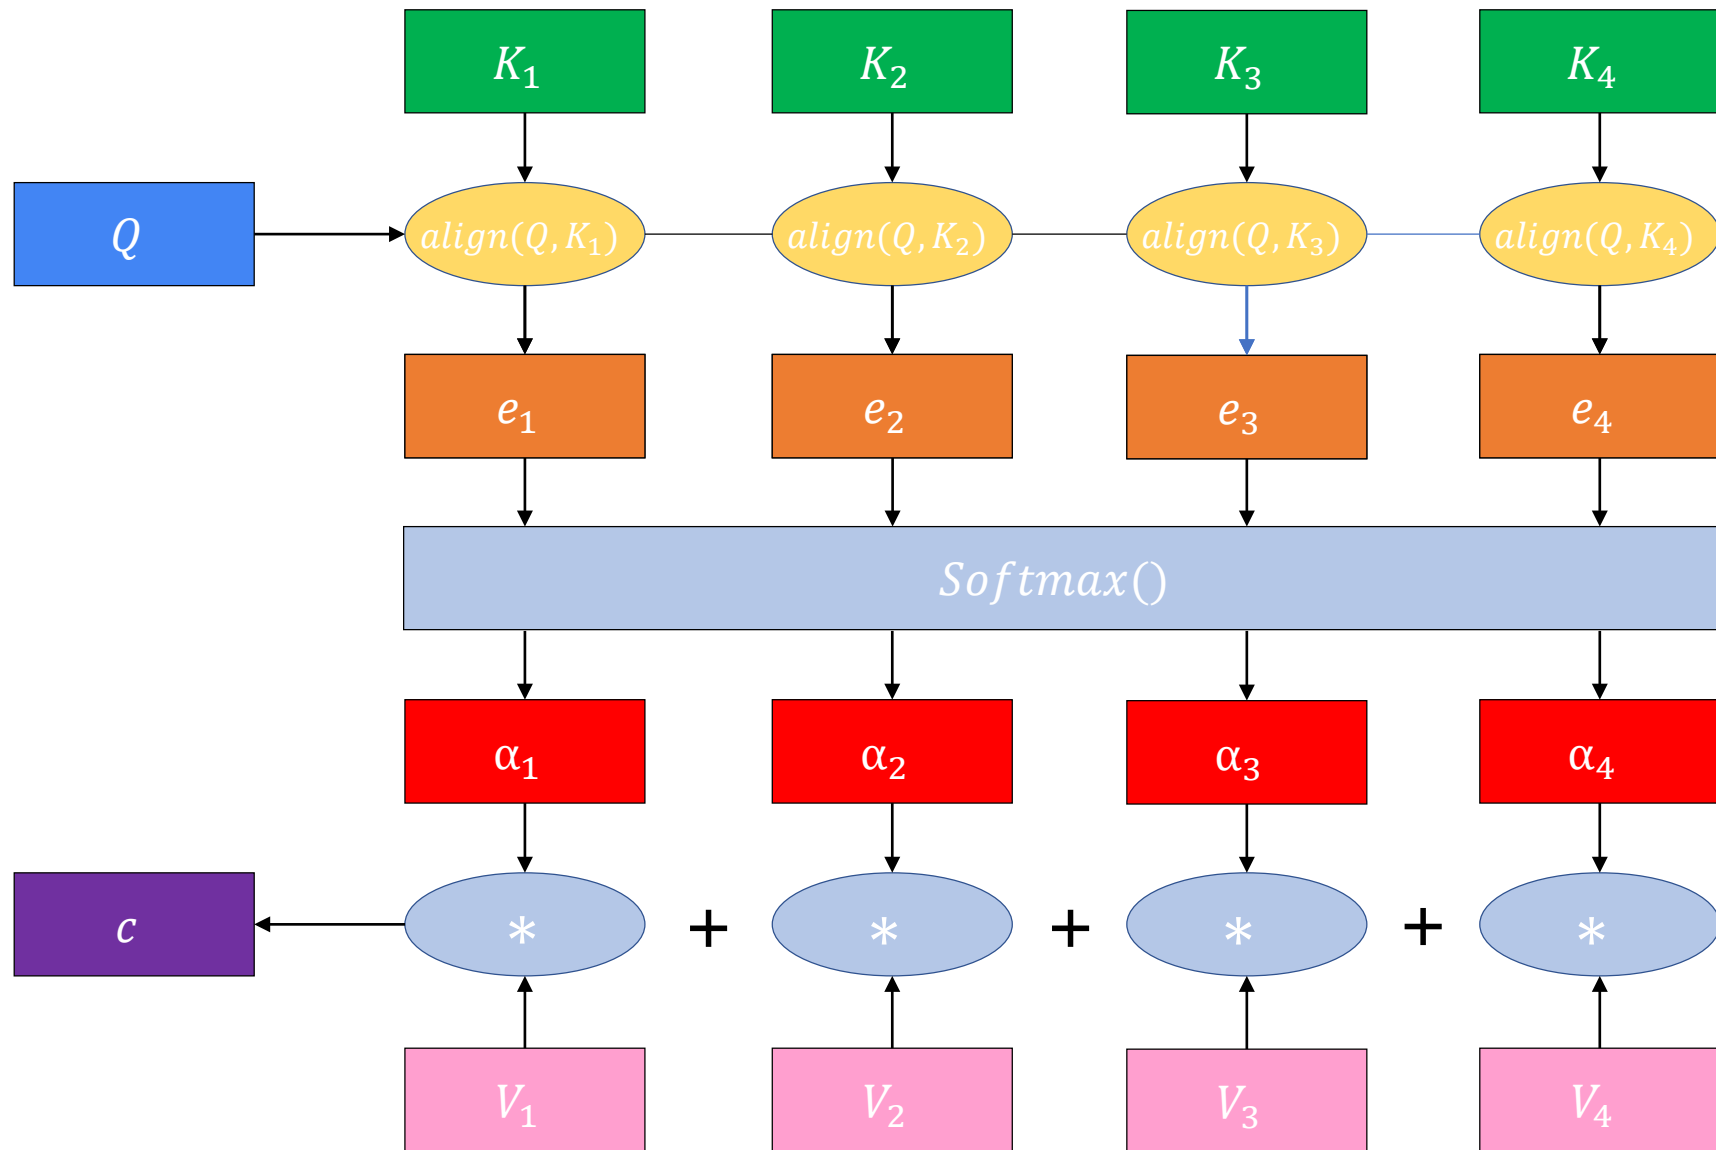 K₁ K₂ K₃ K₄
Q align(Q, K₁) align(Q, K₂) align(Q, K₃) align(Q, K₄)
e₁ e₂ e₃ e₄
Softmax()
α₁ α₂ α₃ α₄
c * + * + * + *
V₁ V₂ V₃ V₄